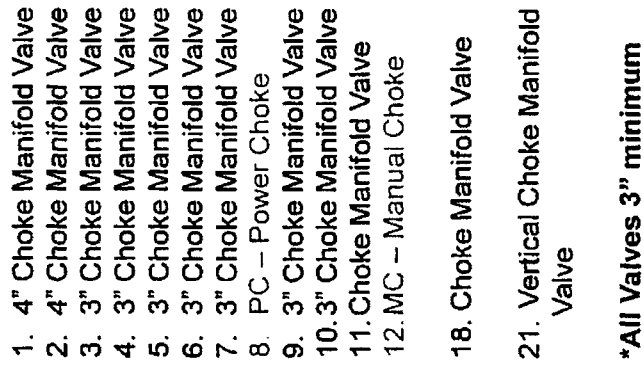 1. 4" Choke Manifold Valve
2. 4" Choke Manifold Valve
3. 3" Choke Manifold Valve
4. 3" Choke Manifold Valve
5. 3" Choke Manifold Valve
6. 3" Choke Manifold Valve
7. 3" Choke Manifold Valve
8. PC – Power Choke
9. 3" Choke Manifold Valve
10. 3" Choke Manifold Valve
11. Choke Manifold Valve
12. MC – Manual Choke
18. Choke Manifold Valve
21. Vertical Choke Manifold
Valve
*All Valves 3" minimum